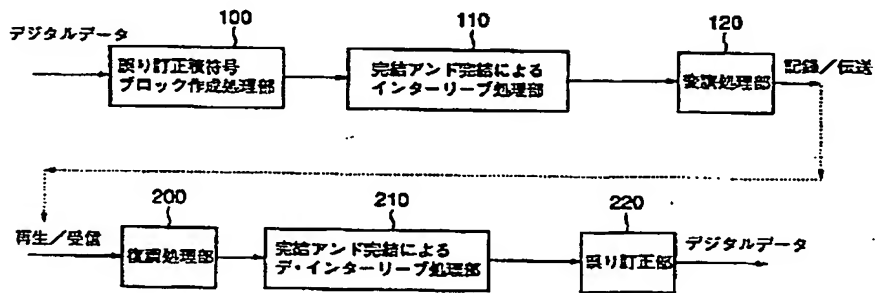 100
110
120
デジタルデータ
誤り訂正積符号
ブロック作成処理部
完結アンド完結による
インターリーブ処理部
変調処理部
記録/伝送
200
210
220
再生/受信
復調処理部
完結アンド完結による
デ・インターリーブ処理部
誤り訂正部
デジタルデータ